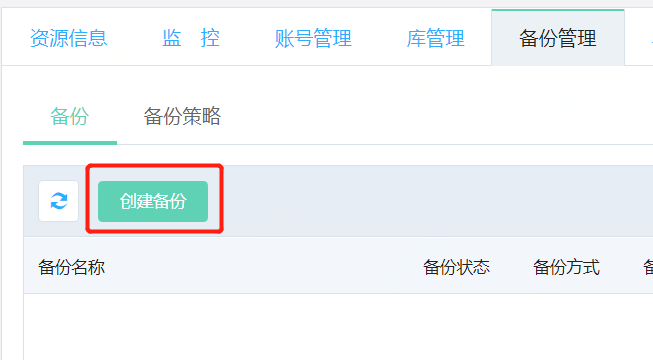 资源信息 监 控 账号管理 库管理 备份管理
备份 备份策略
创建备份
备份名称 备份状态 备份方式